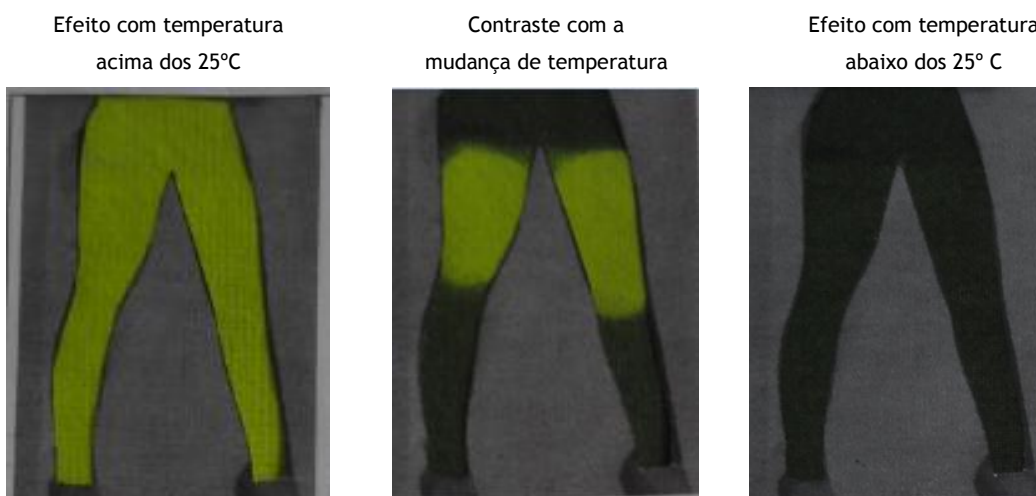 Efeito com temperatura
acima dos 25ºC
Contraste com a
mudança de temperatura
Efeito com temperatura
abaixo dos 25º C